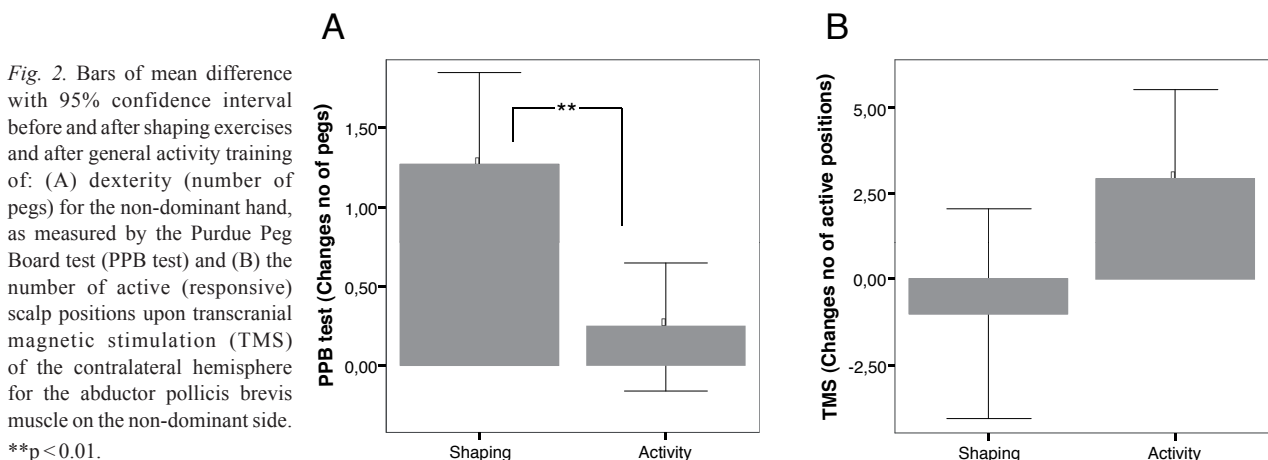 Fig. 2. Bars of mean difference
with 95% confidence interval
before and after shaping exercises
and after general activity training
of: (A) dexterity (number of
pegs) for the non-dominant hand,
as measured by the Purdue Peg
Board test (PPB test) and (B) the
number of active (responsive)
scalp positions upon transcranial
magnetic stimulation (TMS)
of the contralateral hemisphere
for the abductor pollicis brevis
muscle on the non-dominant side.
**p < 0.01.
A
PPB test (Changes no of pegs)
1,50
1,00
0,50
0,00
**
Shaping
Activity
B
TMS (Changes no of active positions)
5,00
2,50
0,00
-2,50
Shaping
Activity